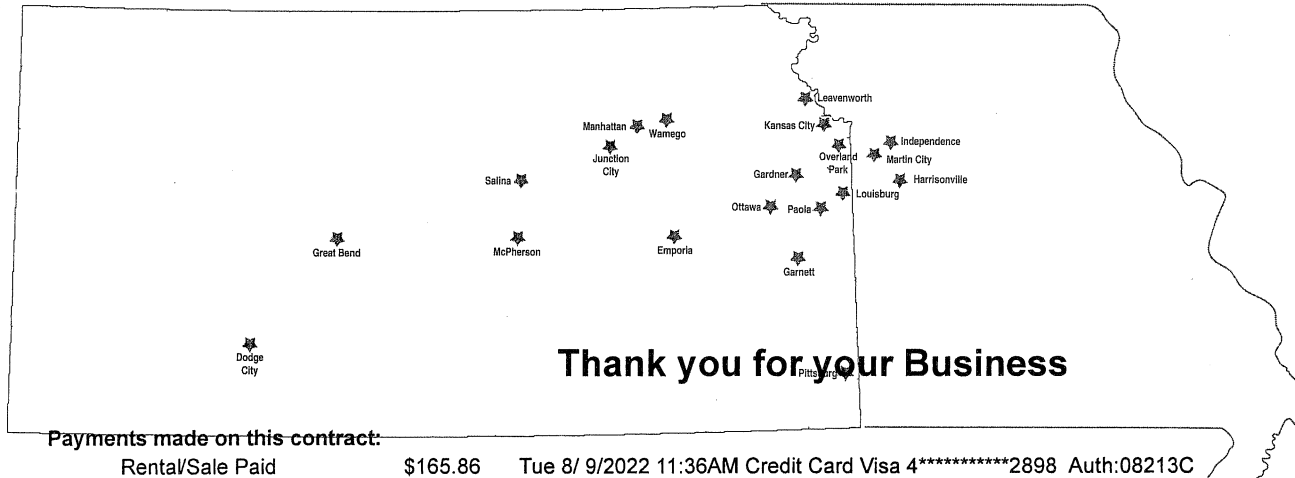 Leavenworth
Manhattan
Wamego
Kansas City
Junction
City
Independence
Overland
Park
Martin City
Salina
Gardner
Harrisonville
Louisburg
Ottawa
Paola
Great Bend
McPherson
Emporia
Garnett
Dodge
City
Thank you for your Business
Pittsburg
Payments made on this contract:
Rental/Sale Paid $165.86 Tue 8/ 9/2022 11:36AM Credit Card Visa 4***********2898 Auth:08213C